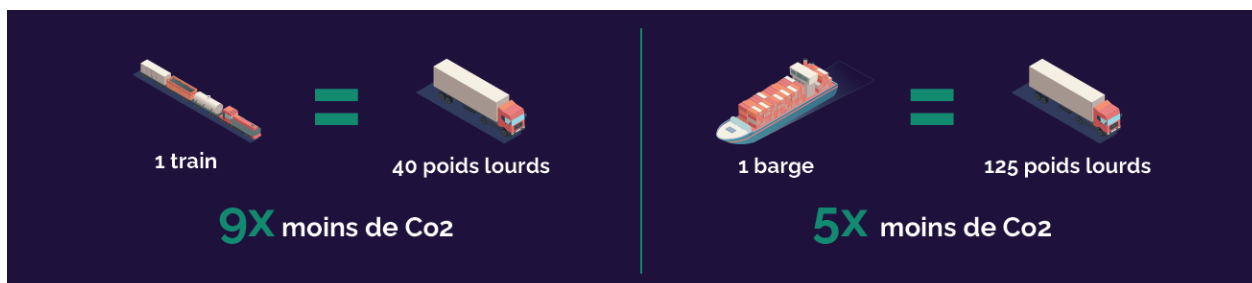 1 train
40 poids lourds
9X moins de Co2
1 barge
125 poids lourds
5X moins de Co2